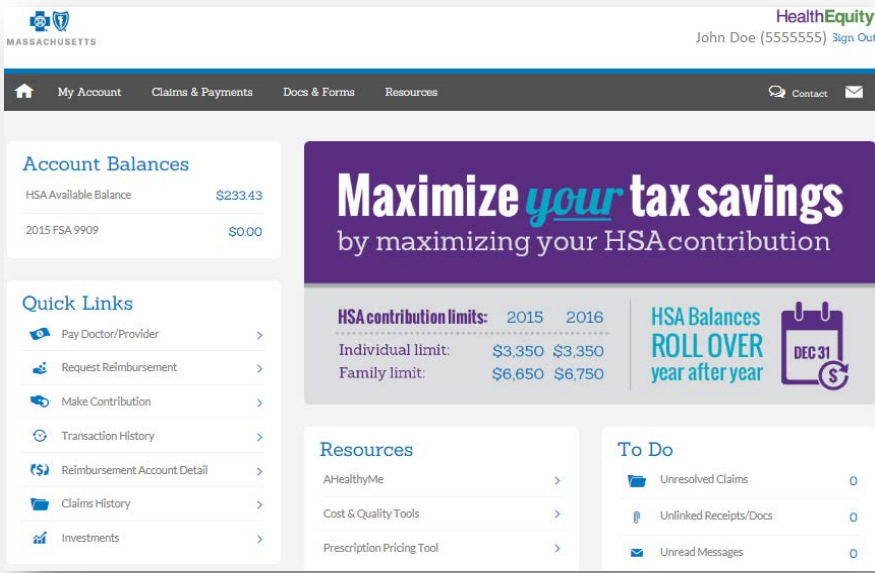 MASSACHUSETTS
HealthEquity
John Doe (5555555) Sign Out
My Account Claims & Payments Docs & Forms Resources Contact
Account Balances
HSA Available Balance $233.43
2015 FSA 9909 $0.00
Quick Links
Pay Doctor/Provider
Request Reimbursement
Make Contribution
Transaction History
($) Reimbursement Account Detail
Claims History
Investments
Maximize your tax savings
by maximizing your HSA contribution
HSA contribution limits: 2015 2016
Individual limit: $3,350 $3,350
Family limit: $6,650 $6,750
HSA Balances
ROLL OVER
year after year
DEC 31
$
Resources
AHealthyMe
Cost & Quality Tools
Prescription Pricing Tool
To Do
Unresolved Claims 0
Unlinked Receipts/Docs 0
Unread Messages 0